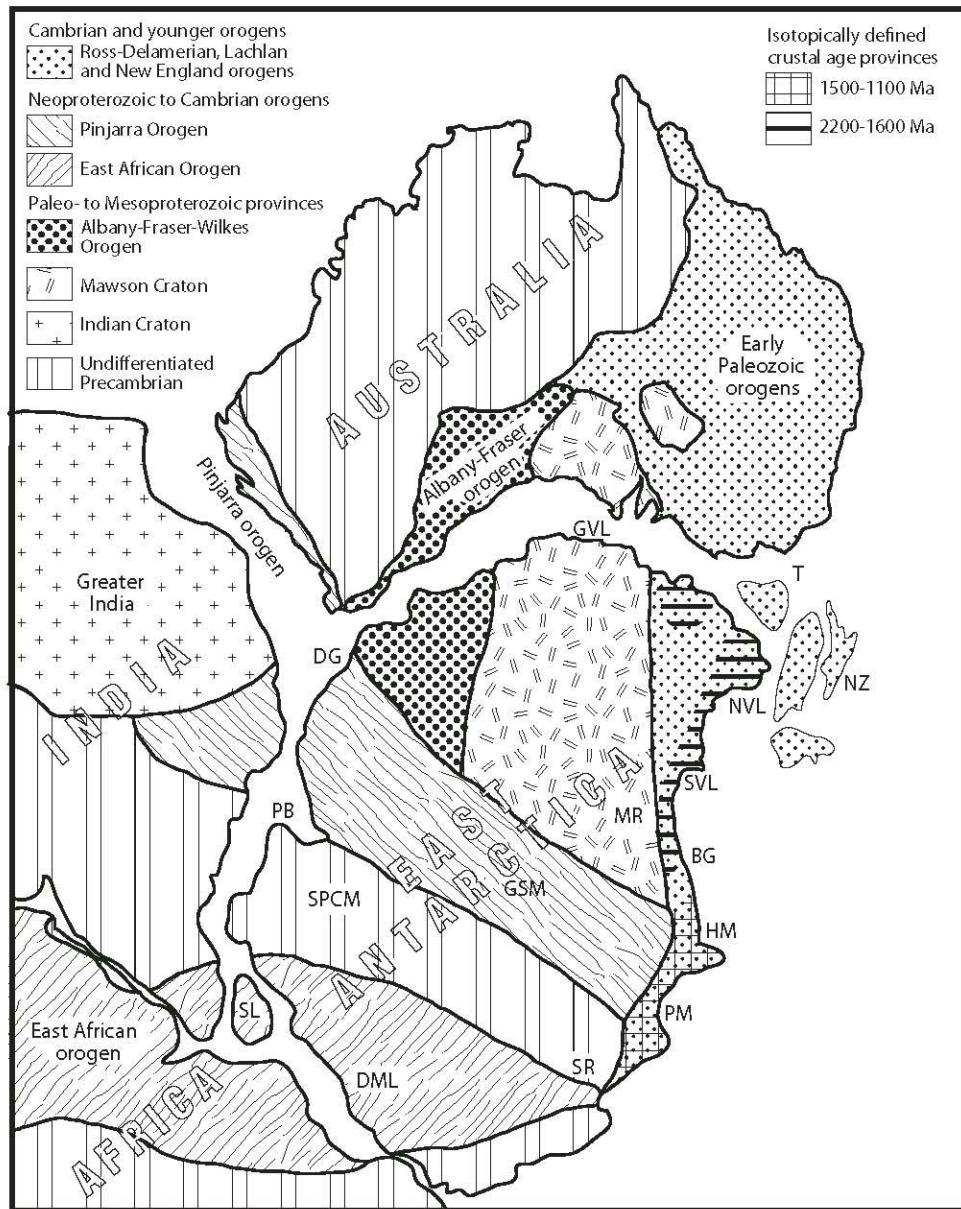 Cambrian and younger orogens
Ross-Delamerian, Lachlan
and New England orogens
Neoproterozoic to Cambrian orogens
Pinjarra Orogen
East African Orogen
Paleo- to Mesoproterozoic provinces
Albany-Fraser-Wilkes
Orogen
Mawson Craton
Indian Craton
Undifferentiated
Precambrian
Isotopically defined
crustal age provinces
1500-1100 Ma
2200-1600 Ma
AUSTRALIA
Early
Paleozoic
orogens
Albany-Fraser
orogen
Pinjarra orogen
GVL
Greater
India
INDIA
T
NZ
DG
NVL
SVL
PB
MR
BG
EAST
ANTARCTICA
GSM
SPCM
HM
PM
SL
East African
orogen
DML
SR
AFRICA